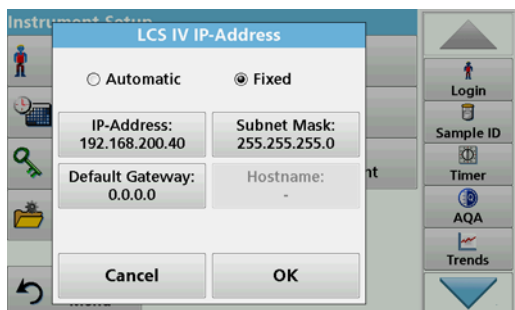 Instrument Setup
LCS IV IP-Address
Automatic
Fixed
IP-Address:
192.168.200.40
Subnet Mask:
255.255.255.0
Default Gateway:
0.0.0.0
Hostname:
-
Cancel
OK
Menu
Login
Sample ID
Timer
AQA
Trends